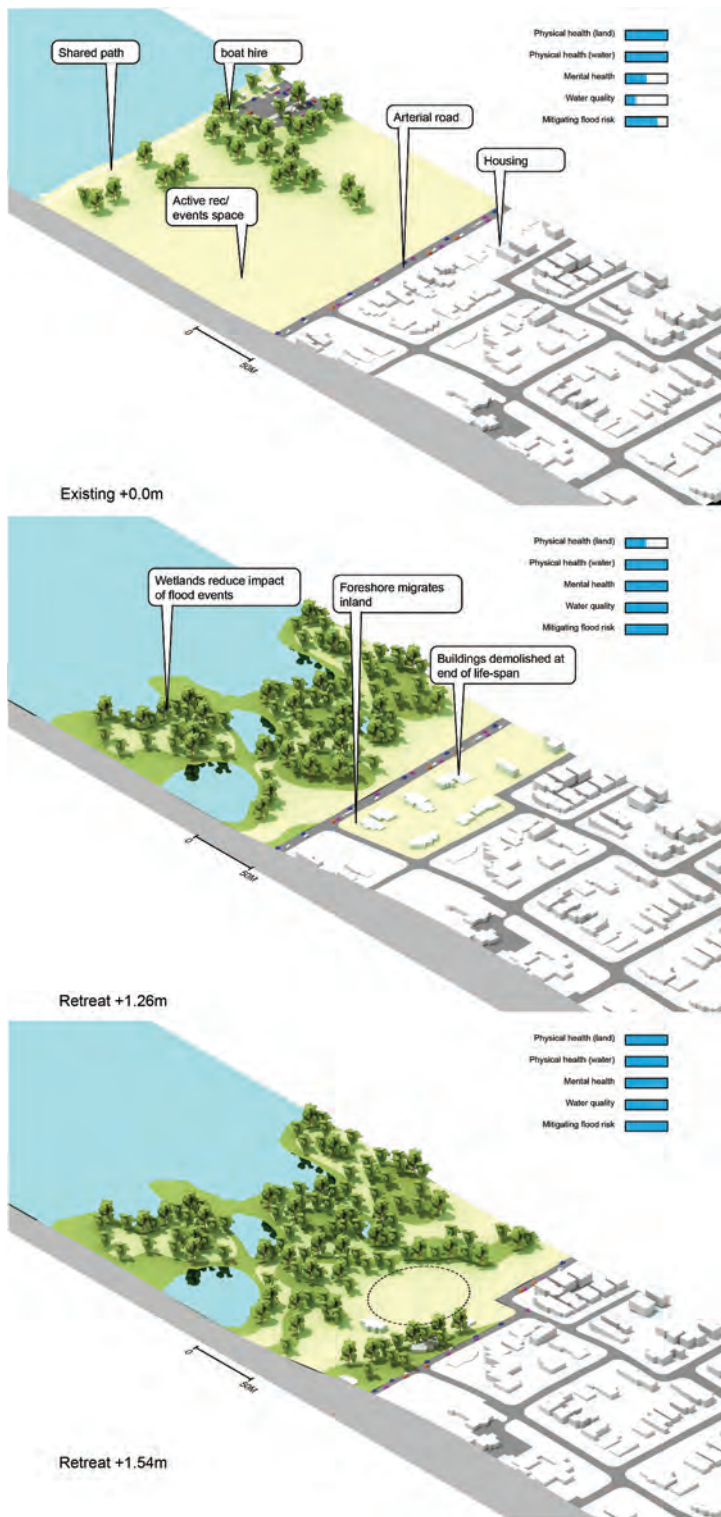 Shared path
boat hire
Physical health (land)
Physical health (water)
Mental health
Water quality
Mitigating flood risk
Arterial road
Housing
Active rec/
events space
0
50M
Existing +0.0m
Physical health (land)
Physical health (water)
Mental health
Water quality
Mitigating flood risk
Wetlands reduce impact
of flood events
Foreshore migrates
inland
Buildings demolished at
end of life-span
0
50M
Retreat +1.26m
Physical health (land)
Physical health (water)
Mental health
Water quality
Mitigating flood risk
0
50M
Retreat +1.54m